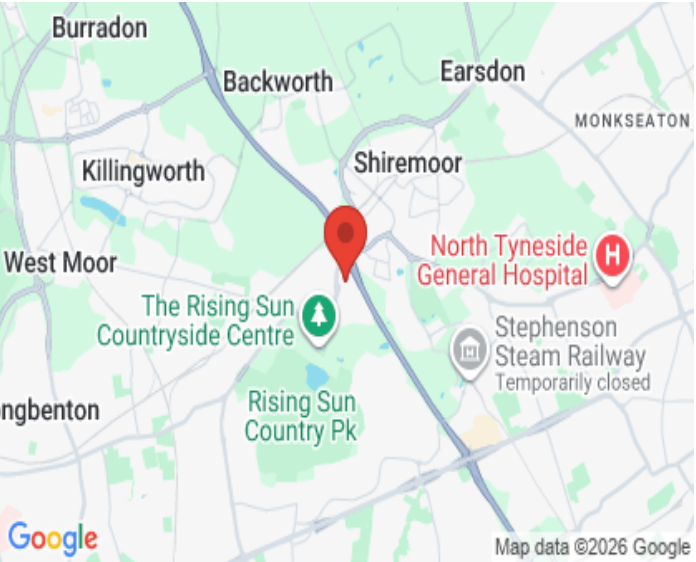 Burradon
Backworth
Earsdon
MONKSEATON
Shiremoor
Killingworth
West Moor
North Tyneside
General Hospital
H
The Rising Sun
Countryside Centre
Stephenson
Steam Railway
Temporarily closed
ongbenton
Rising Sun
Country Pk
Google
Map data ©2026 Google